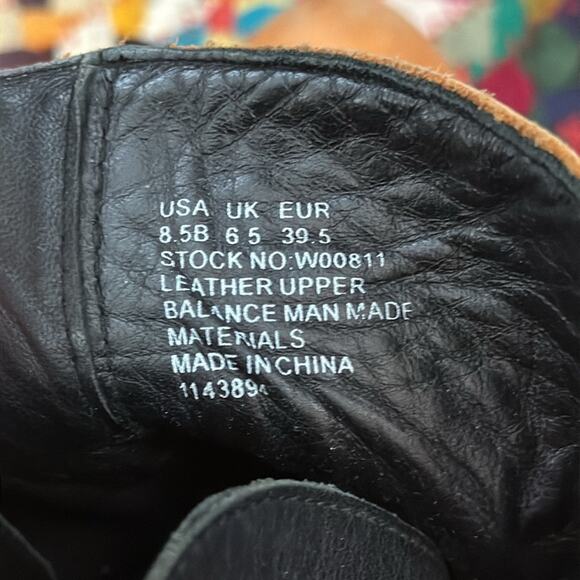 USA UK EUR
8.5B 6 5 39.5
STOCK NO:W00811
LEATHER UPPER
BALANCE MAN MADE
MATERIALS
MADE IN CHINA